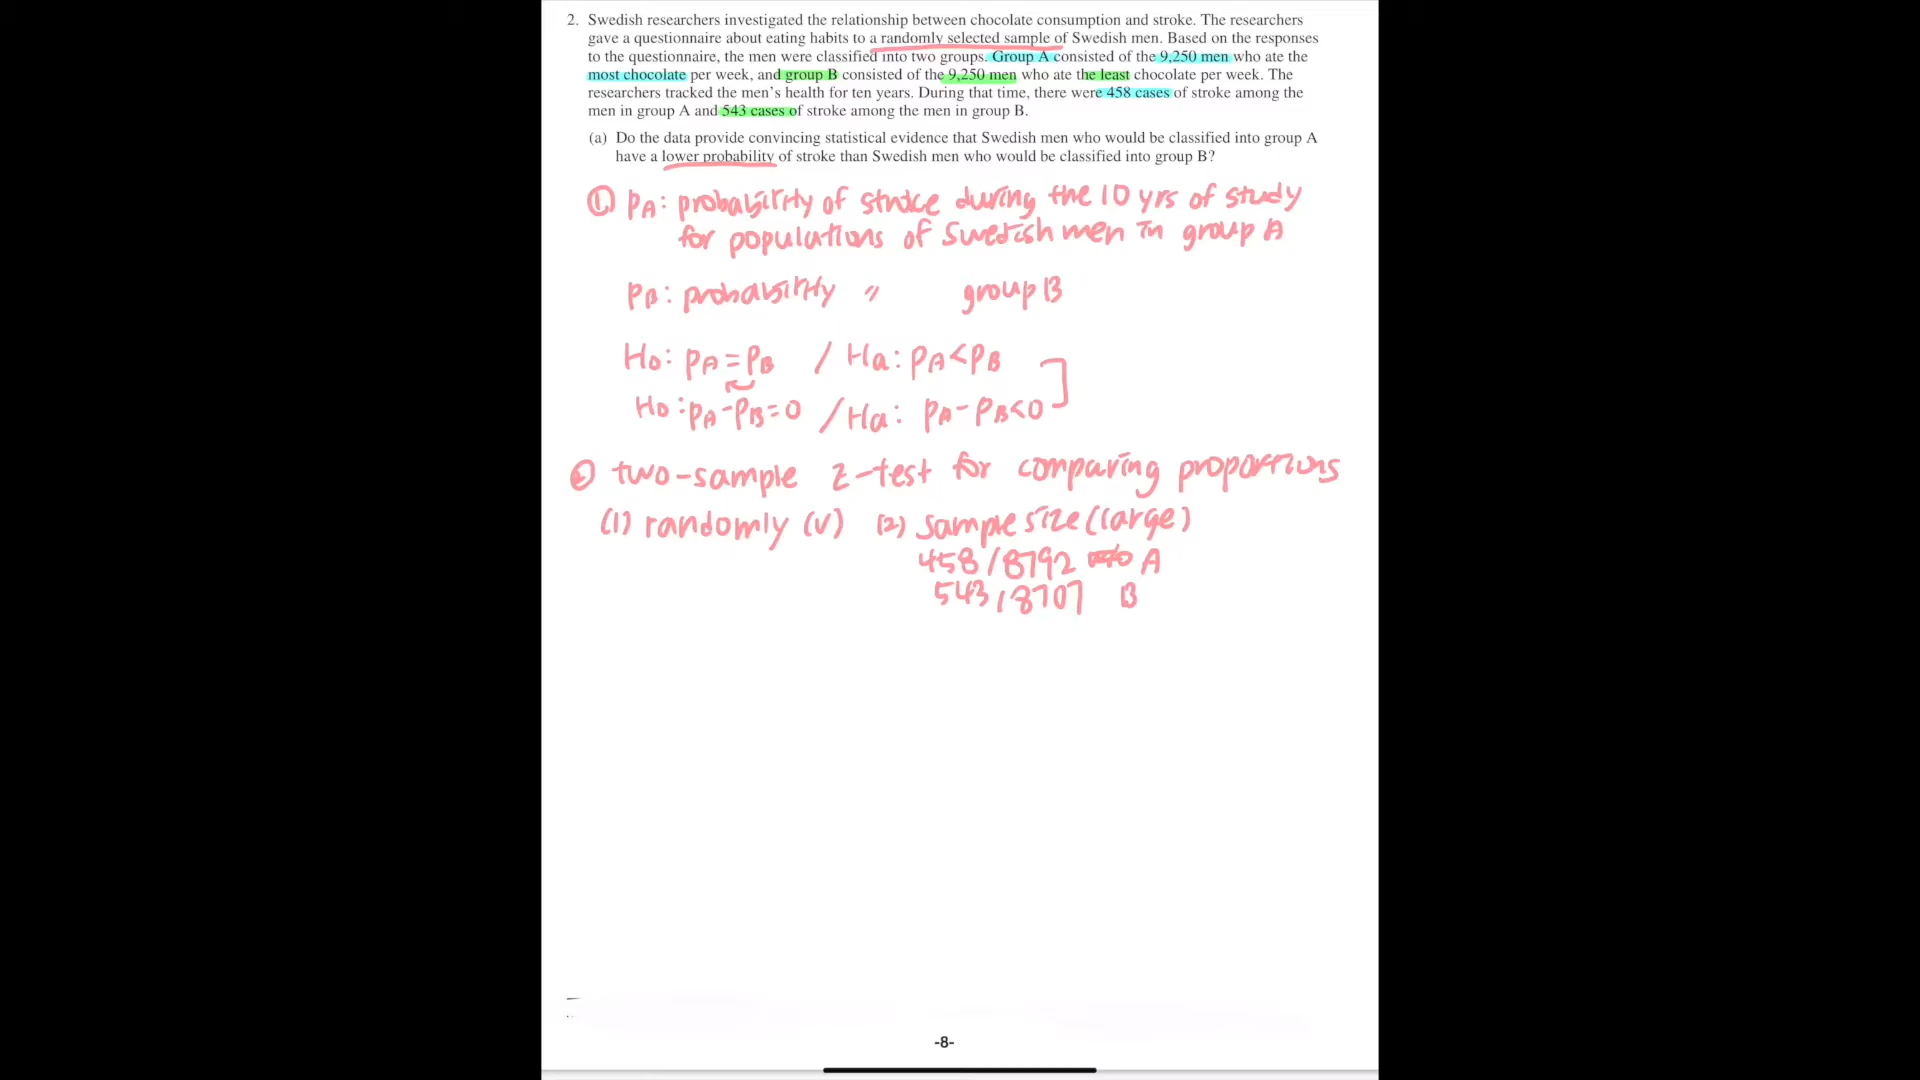 2. Swedish researchers investigated the relationship between chocolate consumption and stroke. The researchers
gave a questionnaire about eating habits to a randomly selected sample of Swedish men. Based on the responses
to the questionnaire, the men were classified into two groups. Group A consisted of the 9,250 men who ate the
most chocolate per week, and group B consisted of the 9,250 men who ate the least chocolate per week. The
researchers tracked the men's health for ten years. During that time, there were 458 cases of stroke among the
men in group A and 543 cases of stroke among the men in group B.
(a) Do the data provide convincing statistical evidence that Swedish men who would be classified into group A
have a lower probability of stroke than Swedish men who would be classified into group B?
① PA: probability of stroke during the 10 yrs of study
for populations of Swedish men in group A
PB: probability 〃 group B
Ho: PA=PB / Ha: PA<PB
Ho: PA-PB=0 / Ha: PA-PB<0
② two-sample z-test for comparing proportions
(1) randomly (v) (2) sample size (large)
458/8792 A
543/8707 B
-8-